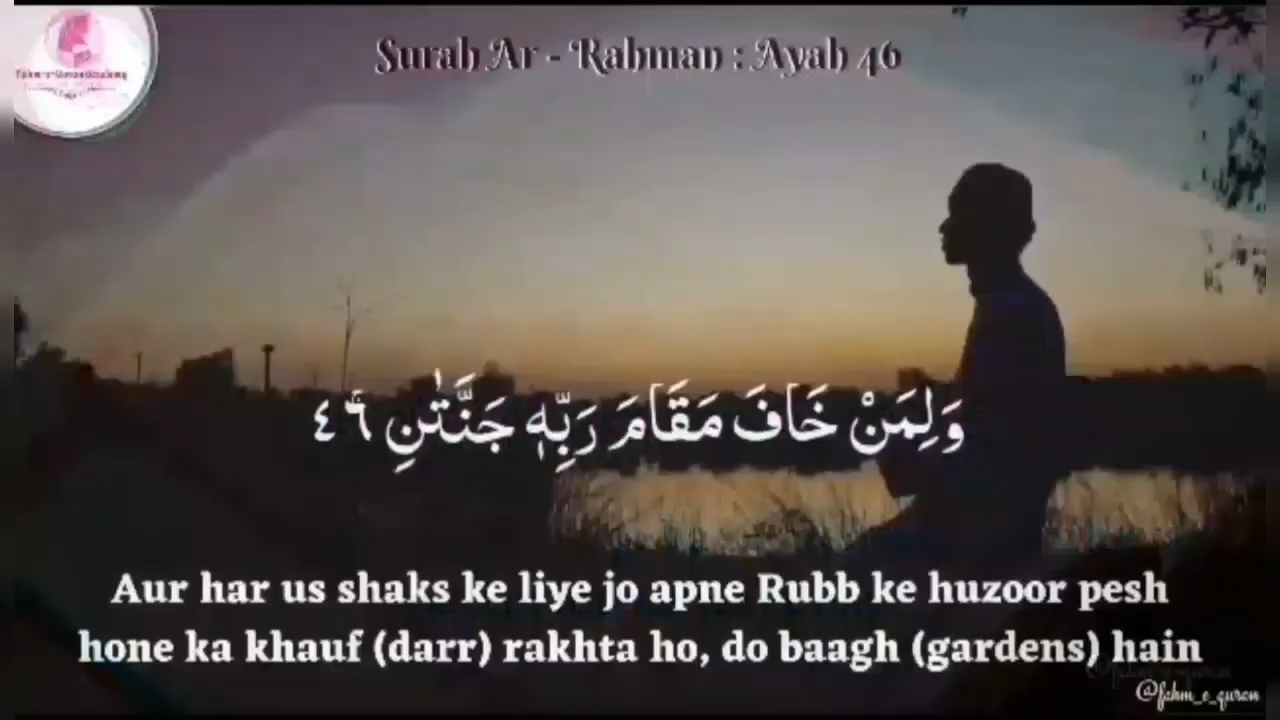 Surah Ar - Rahman : Ayah 46
وَلِمَنْ خَافَ مَقَامَ رَبِّهٖ جَنَّتٰنِ ٤٦ۚ
Aur har us shaks ke liye jo apne Rubb ke huzoor pesh
hone ka khauf (darr) rakhta ho, do baagh (gardens) hain
@fahm_e_quran